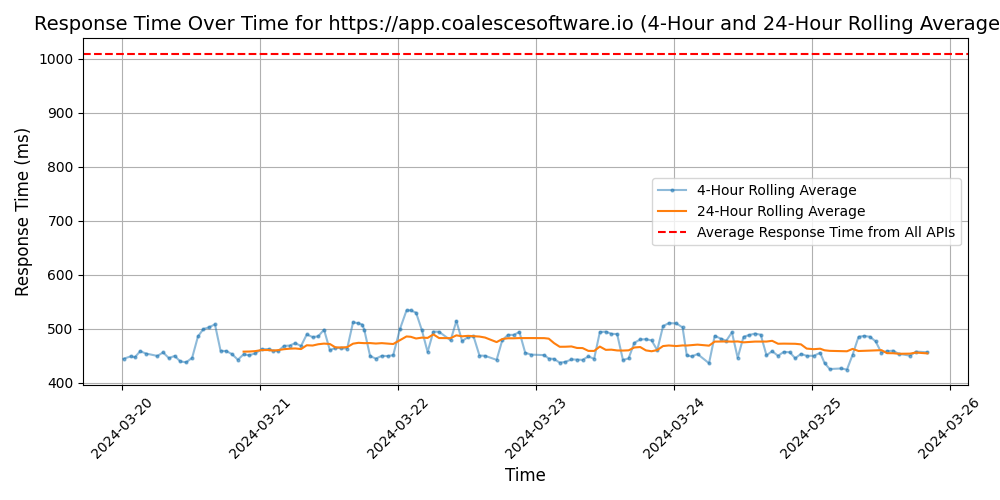 Response Time Over Time for https://app.coalescesoftware.io (4-Hour and 24-Hour Rolling Average
Response Time (ms)
1000
900
800
700
600
500
400
4-Hour Rolling Average
24-Hour Rolling Average
Average Response Time from All APIs
2024-03-20
2024-03-21
2024-03-22
2024-03-23
2024-03-24
2024-03-25
2024-03-26
Time